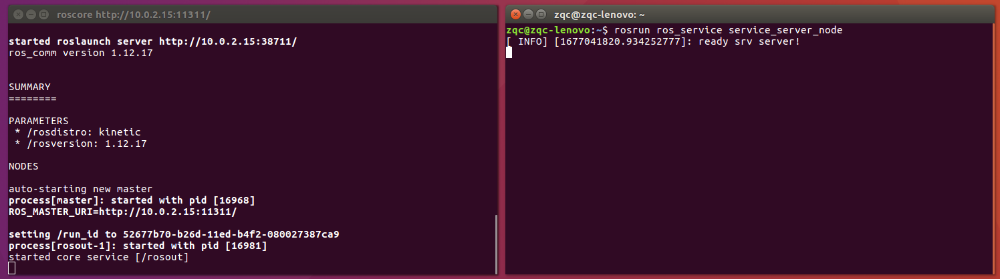 roscore http://10.0.2.15:11311/
started roslaunch server http://10.0.2.15:38711/
ros_comm version 1.12.17
SUMMARY
========
PARAMETERS
 * /rosdistro: kinetic
 * /rosversion: 1.12.17
NODES
auto-starting new master
process[master]: started with pid [16968]
ROS_MASTER_URI=http://10.0.2.15:11311/
setting /run_id to 52677b70-b26d-11ed-b4f2-080027387ca9
process[rosout-1]: started with pid [16981]
started core service [/rosout]
zqc@zqc-lenovo: ~
zqc@zqc-lenovo:~$ rosrun ros_service service_server_node
[ INFO] [1677041820.934252777]: ready srv server!